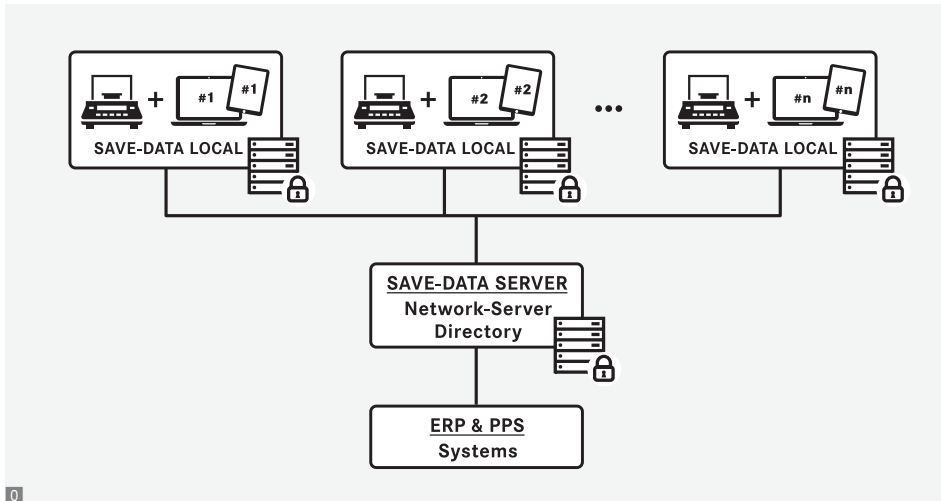 #1
#1
+
SAVE-DATA LOCAL
#2
#2
+
SAVE-DATA LOCAL
...
#n
#n
+
SAVE-DATA LOCAL
SAVE-DATA SERVER
Network-Server
Directory
ERP & PPS
Systems
0